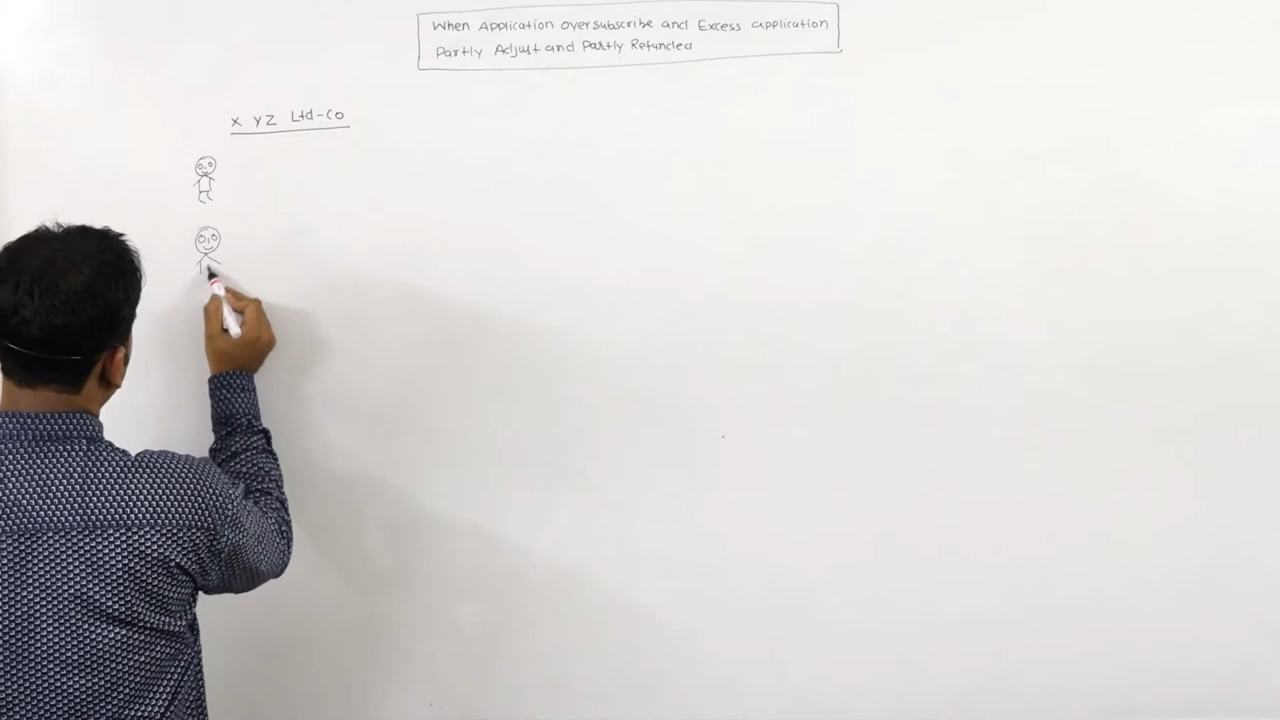 When Application oversubscribe and Excess application
Partly Adjust and Partly Refunded
X YZ Ltd-Co